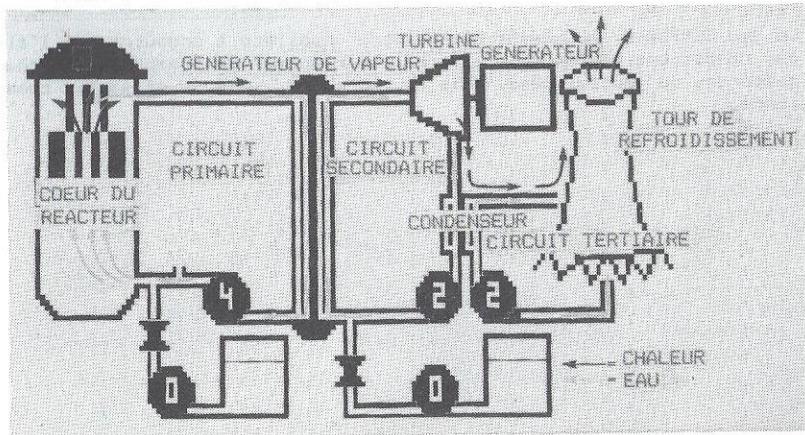 TURBINE
GENERATEUR DE VAPEUR
GENERATEUR
TOUR DE
REFROIDISSEMENT
CIRCUIT
PRIMAIRE
CIRCUIT
SECONDAIRE
COEUR DU
REACTEUR
CONDENSEUR
CIRCUIT TERTIAIRE
4
2
2
0
0
= CHALEUR
- EAU